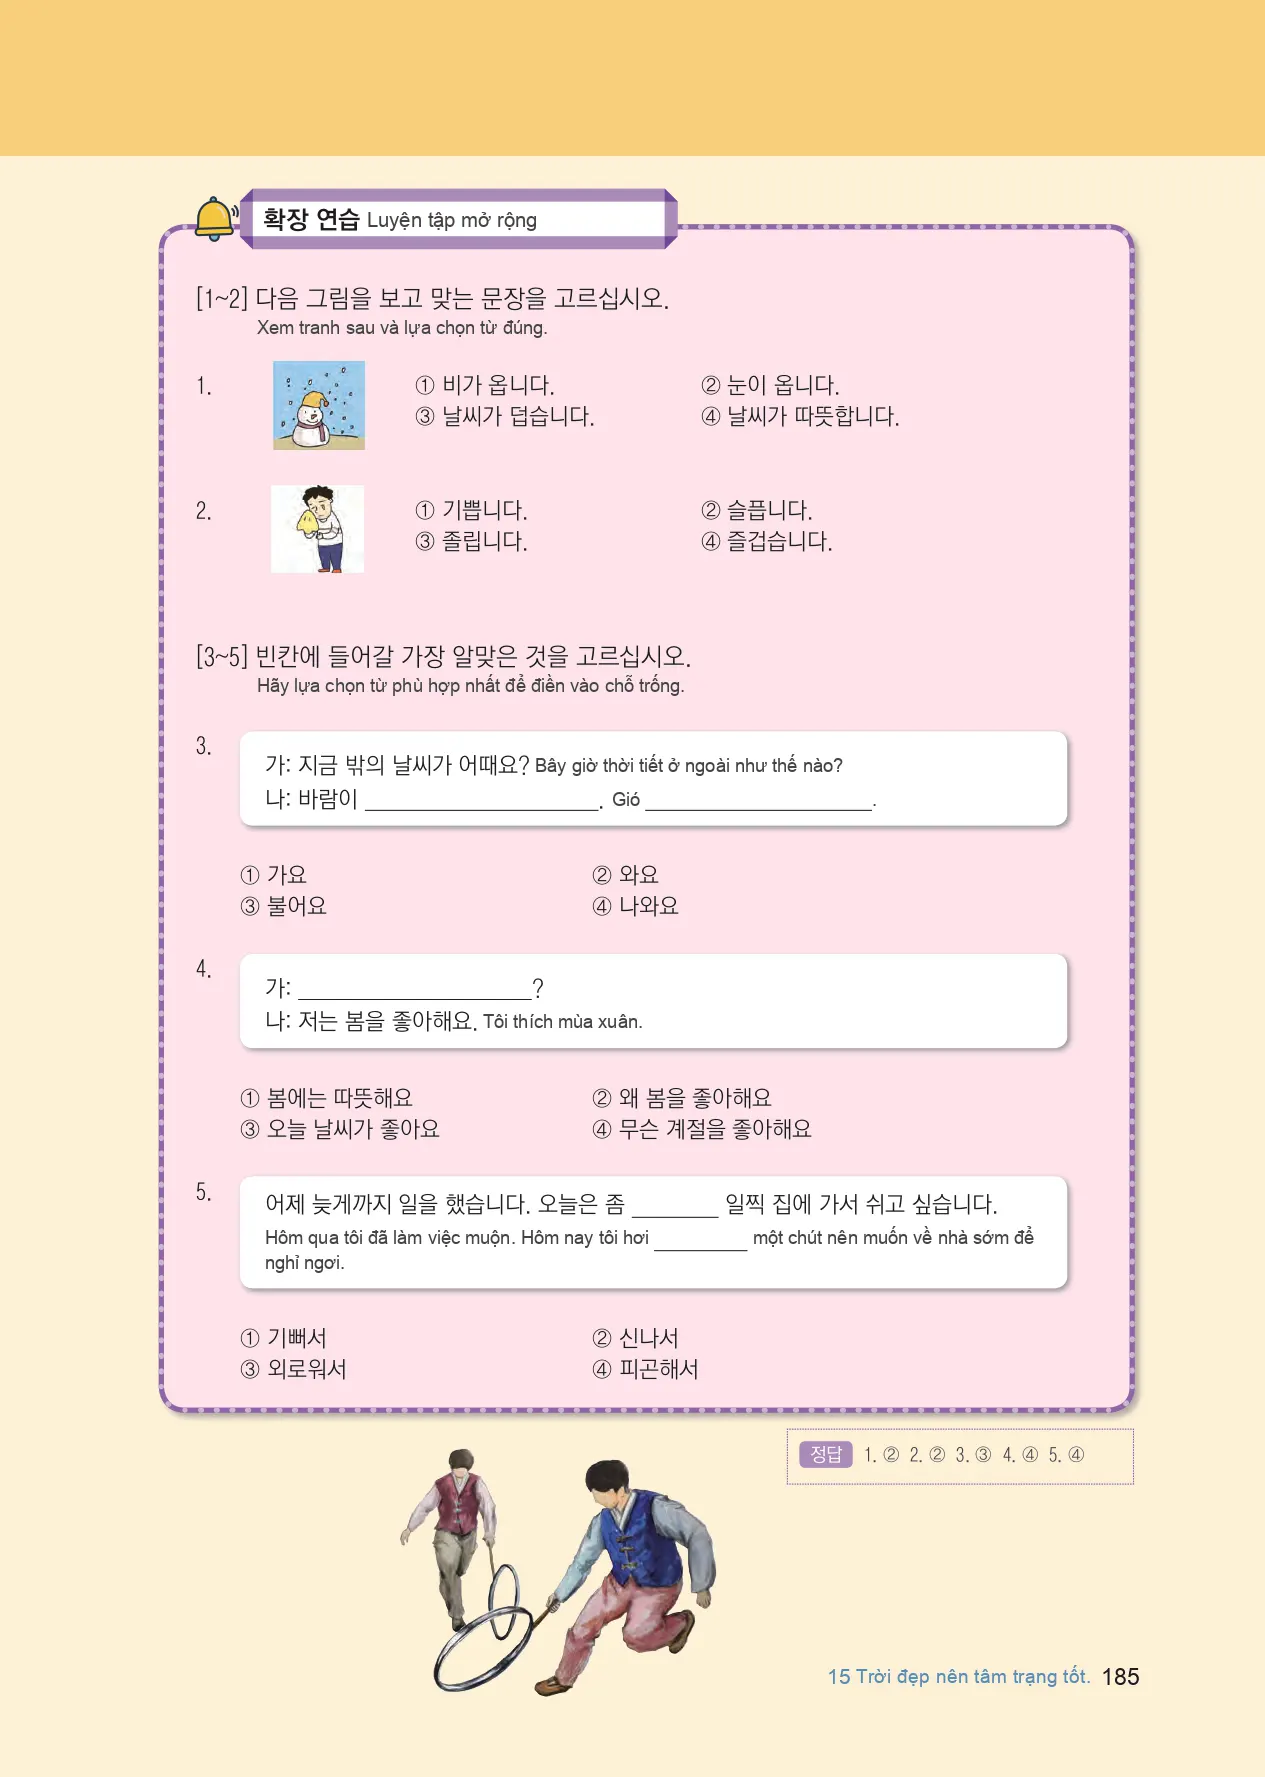 확장 연습 Luyện tập mở rộng
[1~2] 다음 그림을 보고 맞는 문장을 고르십시오.
Xem tranh sau và lựa chọn từ đúng.
1.
① 비가 옵니다. ② 눈이 옵니다.
③ 날씨가 덥습니다. ④ 날씨가 따뜻합니다.
2.
① 기쁩니다. ② 슬픕니다.
③ 졸립니다. ④ 즐겁습니다.
[3~5] 빈칸에 들어갈 가장 알맞은 것을 고르십시오.
Hãy lựa chọn từ phù hợp nhất để điền vào chỗ trống.
3.
가: 지금 밖의 날씨가 어때요? Bây giờ thời tiết ở ngoài như thế nào?
나: 바람이 ____________________. Gió ____________________.
① 가요 ② 와요
③ 불어요 ④ 나와요
4.
가: ____________________?
나: 저는 봄을 좋아해요. Tôi thích mùa xuân.
① 봄에는 따뜻해요 ② 왜 봄을 좋아해요
③ 오늘 날씨가 좋아요 ④ 무슨 계절을 좋아해요
5.
어제 늦게까지 일을 했습니다. 오늘은 좀 ________ 일찍 집에 가서 쉬고 싶습니다.
Hôm qua tôi đã làm việc muộn. Hôm nay tôi hơi _________ một chút nên muốn về nhà sớm để
nghỉ ngơi.
① 기뻐서 ② 신나서
③ 외로워서 ④ 피곤해서
정답 1. ② 2. ② 3. ③ 4. ④ 5. ④
15 Trời đẹp nên tâm trạng tốt. 185